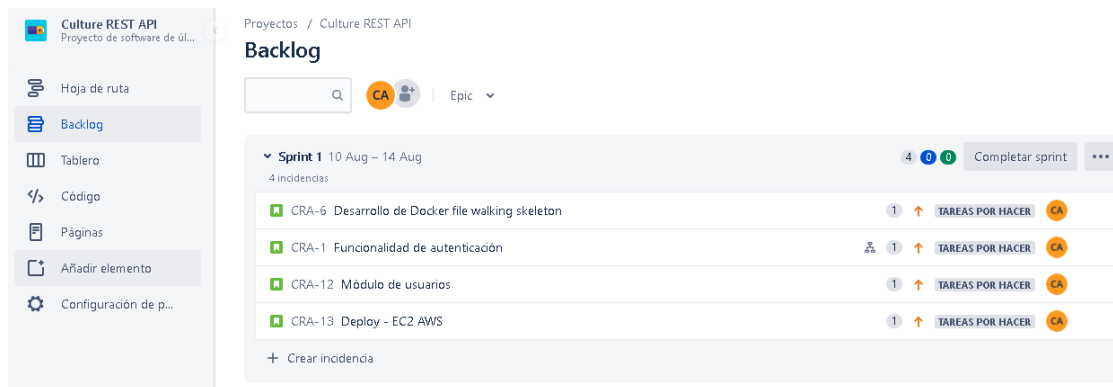 Culture REST API
Proyecto de software de úl...
Hoja de ruta
Backlog
Tablero
Código
Páginas
Añadir elemento
Configuración de p...
Proyectos / Culture REST API
Backlog
CA
Epic
Sprint 1 10 Aug – 14 Aug 4 0 0 Completar sprint
4 incidencias
CRA-6 Desarrollo de Docker file walking skeleton 1 TAREAS POR HACER CA
CRA-1 Funcionalidad de autenticación 1 TAREAS POR HACER CA
CRA-12 Módulo de usuarios 1 TAREAS POR HACER CA
CRA-13 Deploy - EC2 AWS 1 TAREAS POR HACER CA
Crear incidencia